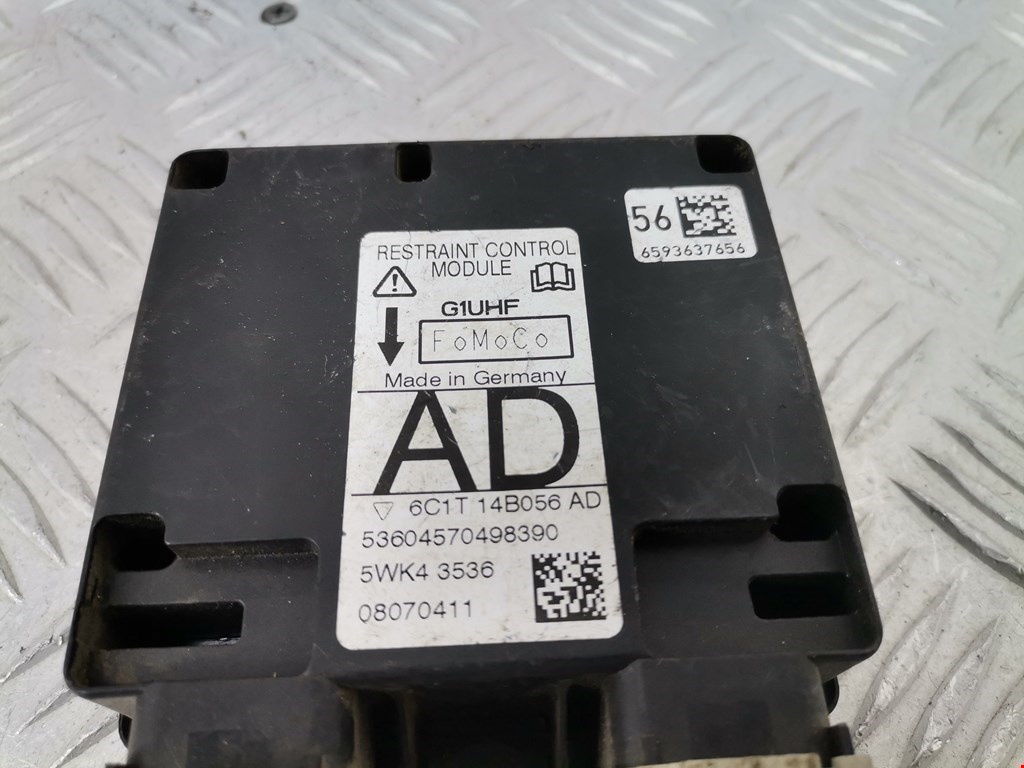 56
6593637656
RESTRAINT CONTROL
MODULE
G1UHF
FoMoCo
Made in Germany
AD
6C1T 14B056 AD
53604570498390
5WK4 3536
08070411